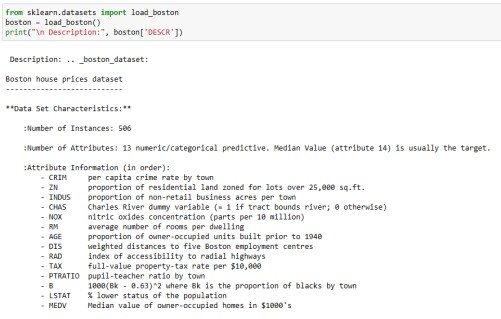 from sklearn.datasets import load_boston
boston = load_boston()
print("\n Description:", boston['DESCR'])
Description: .. _boston_dataset:
Boston house prices dataset
---------------------------
**Data Set Characteristics:**
:Number of Instances: 506
:Number of Attributes: 13 numeric/categorical predictive. Median Value (attribute 14) is usually the target.
:Attribute Information (in order):
- CRIM per capita crime rate by town
- ZN proportion of residential land zoned for lots over 25,000 sq.ft.
- INDUS proportion of non-retail business acres per town
- CHAS Charles River dummy variable (= 1 if tract bounds river; 0 otherwise)
- NOX nitric oxides concentration (parts per 10 million)
- RM average number of rooms per dwelling
- AGE proportion of owner-occupied units built prior to 1940
- DIS weighted distances to five Boston employment centres
- RAD index of accessibility to radial highways
- TAX full-value property-tax rate per $10,000
- PTRATIO pupil-teacher ratio by town
- B 1000(Bk - 0.63)^2 where Bk is the proportion of blacks by town
- LSTAT % lower status of the population
- MEDV Median value of owner-occupied homes in $1000's